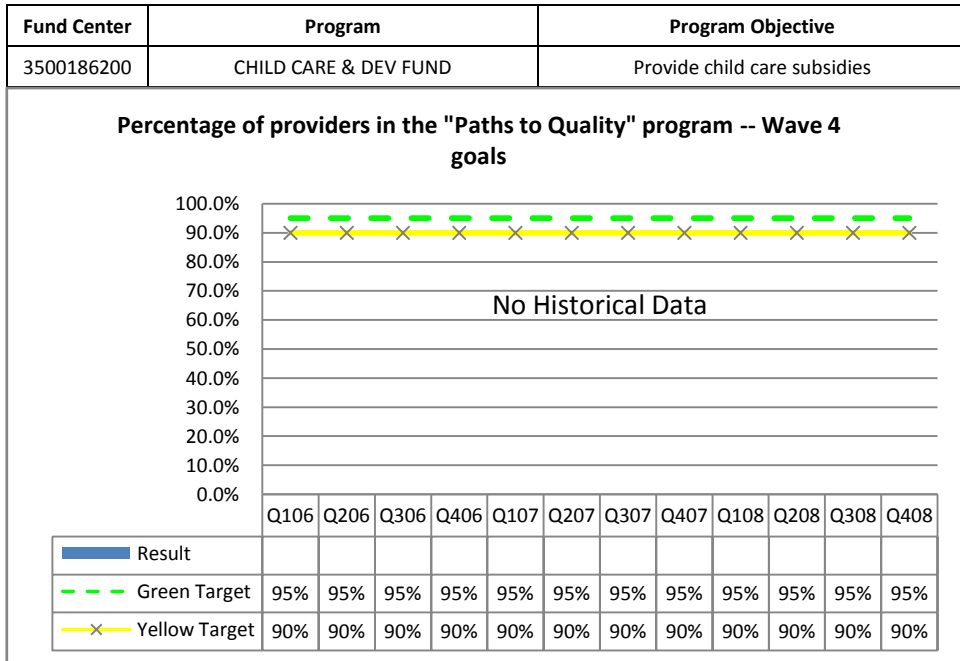 Fund Center Program Program Objective
3500186200 CHILD CARE & DEV FUND Provide child care subsidies
Percentage of providers in the "Paths to Quality" program -- Wave 4
goals
100.0%
90.0%
80.0%
70.0%
No Historical Data
60.0%
50.0%
40.0%
30.0%
20.0%
10.0%
0.0%
Q106 Q206 Q306 Q406 Q107 Q207 Q307 Q407 Q108 Q208 Q308 Q408
Result
Green Target 95% 95% 95% 95% 95% 95% 95% 95% 95% 95% 95% 95%
Yellow Target 90% 90% 90% 90% 90% 90% 90% 90% 90% 90% 90% 90%